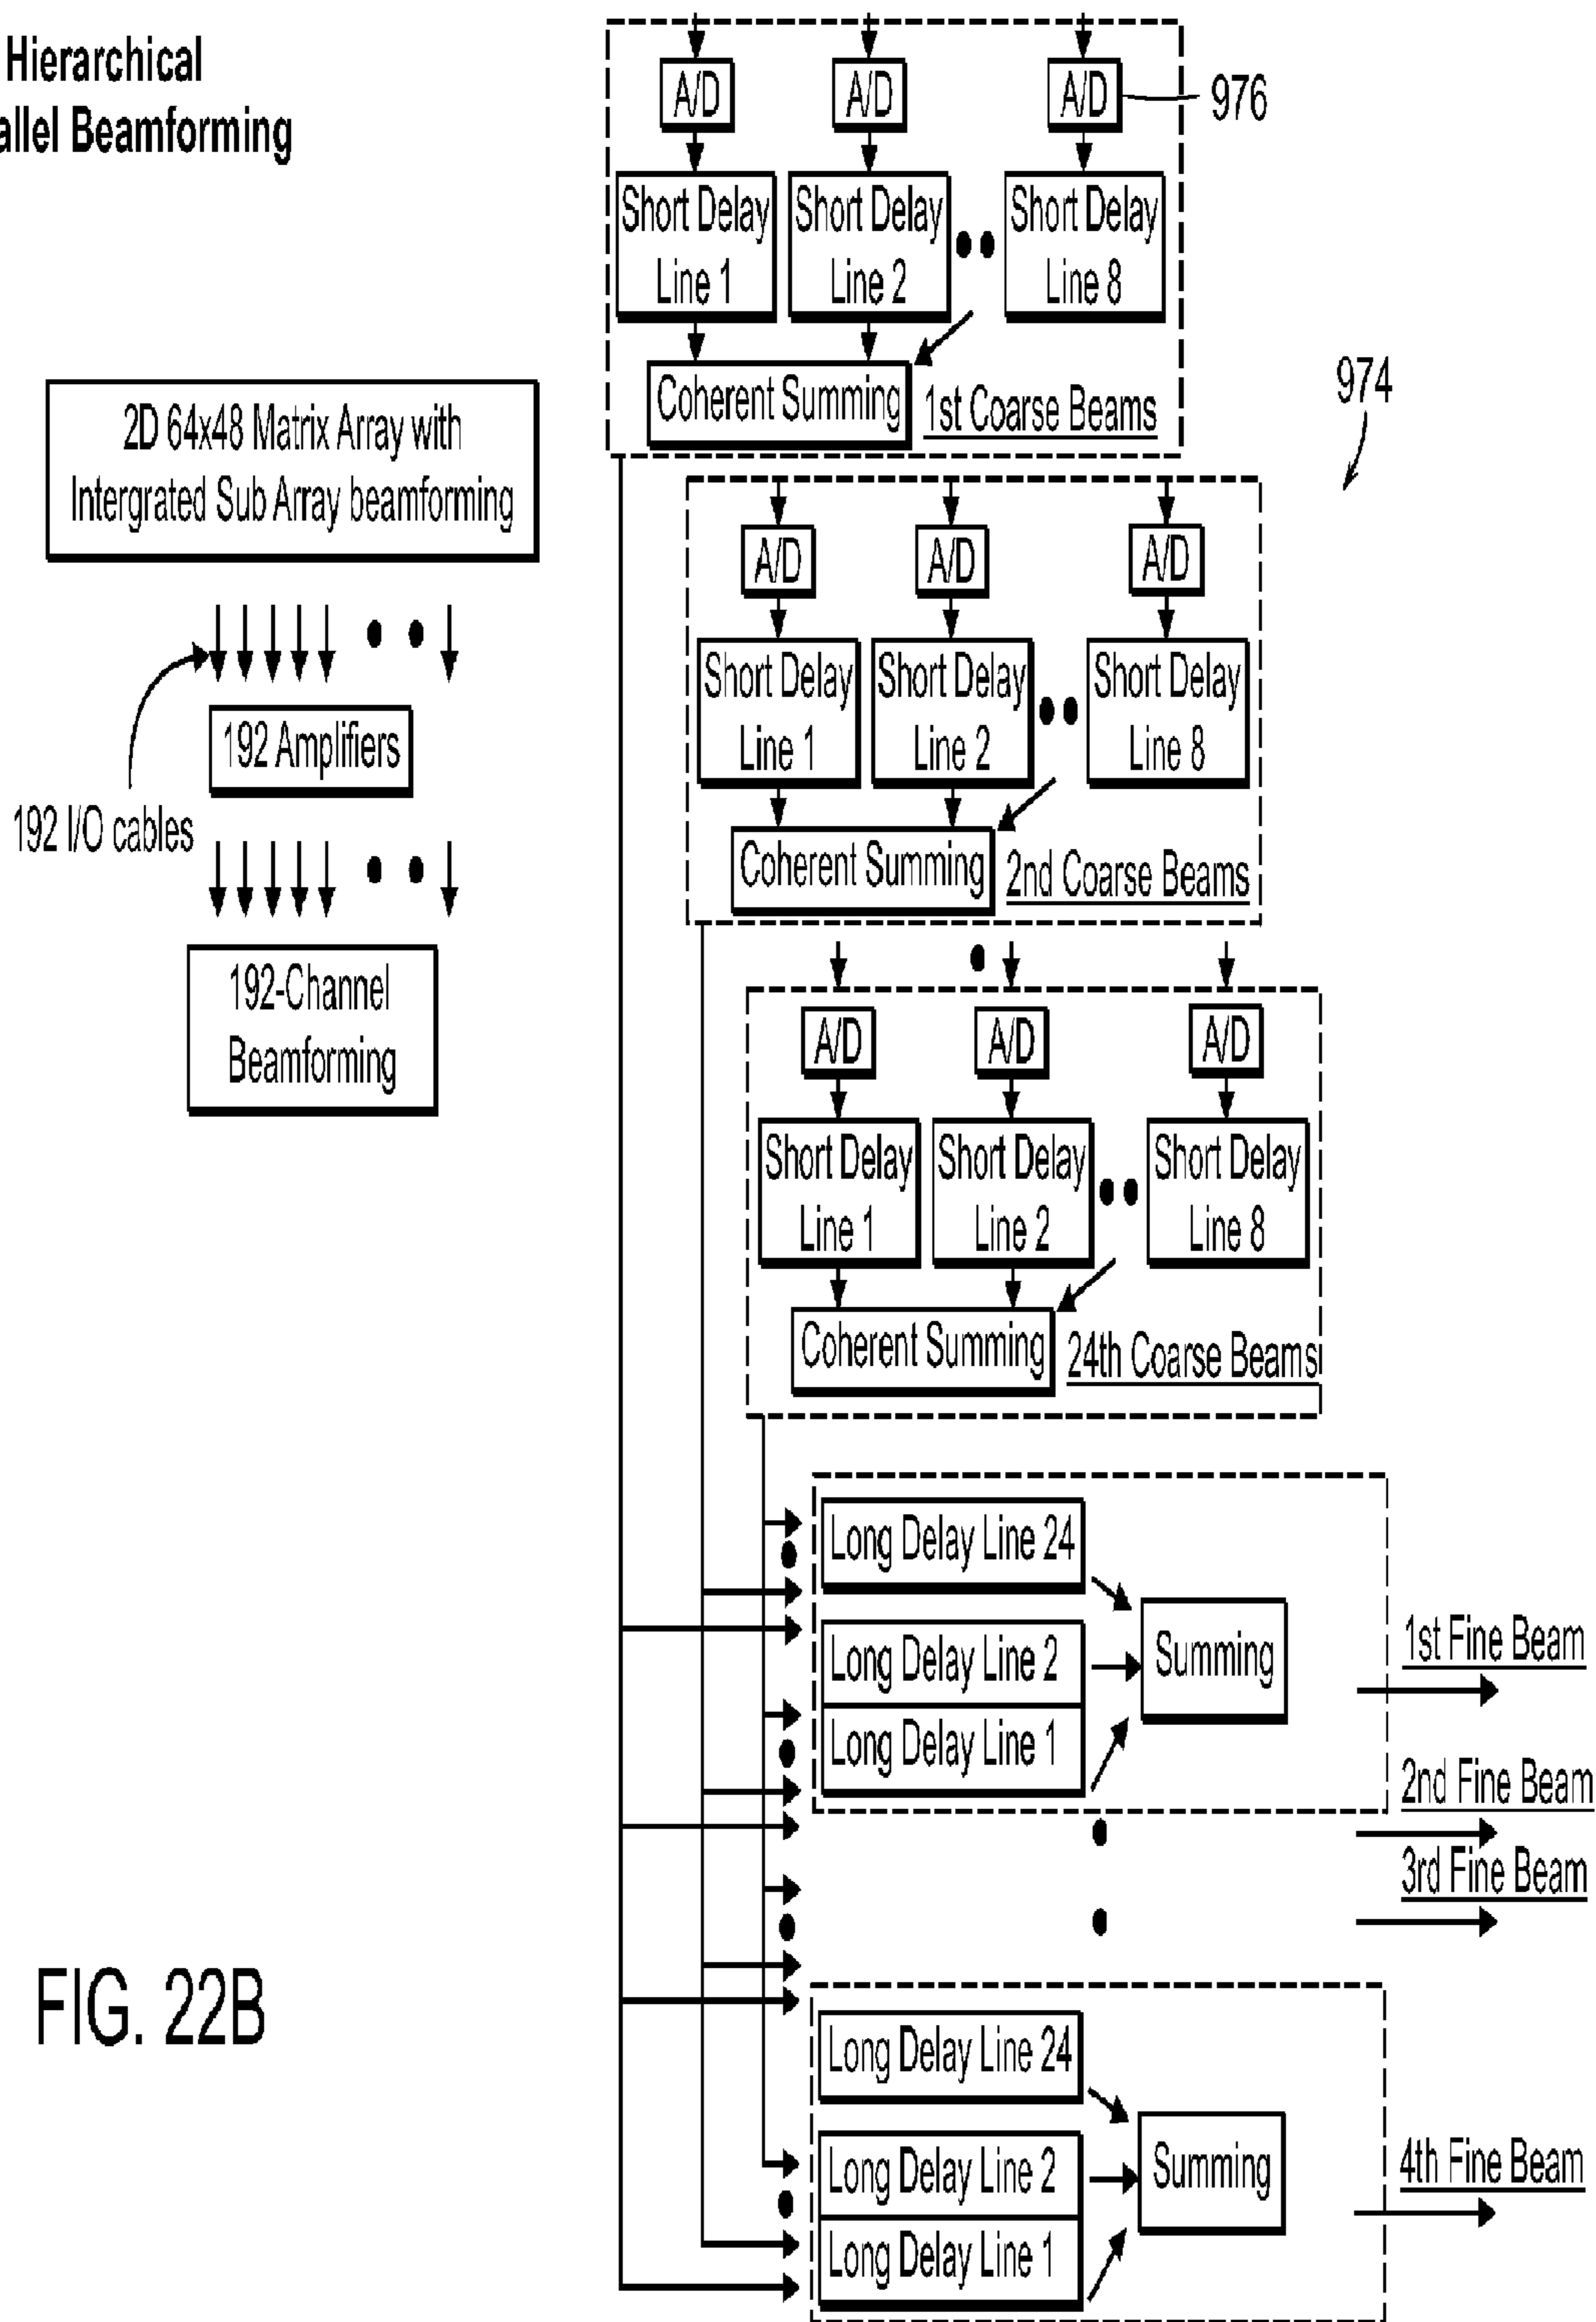 Hierarchical
allel Beamforming
A/D
A/D
A/D
976
Short Delay
Line 1
Short Delay
Line 2
Short Delay
Line 8
Coherent Summing
1st Coarse Beams
974
2D 64x48 Matrix Array with
Intergrated Sub Array beamforming
192 Amplifiers
192 I/O cables
192-Channel
Beamforming
A/D
A/D
A/D
Short Delay
Line 1
Short Delay
Line 2
Short Delay
Line 8
Coherent Summing
2nd Coarse Beams
A/D
A/D
A/D
Short Delay
Line 1
Short Delay
Line 2
Short Delay
Line 8
Coherent Summing
24th Coarse Beams
Long Delay Line 24
Long Delay Line 2
Long Delay Line 1
Summing
1st Fine Beam
2nd Fine Beam
3rd Fine Beam
Long Delay Line 24
Long Delay Line 2
Long Delay Line 1
Summing
4th Fine Beam
FIG. 22B